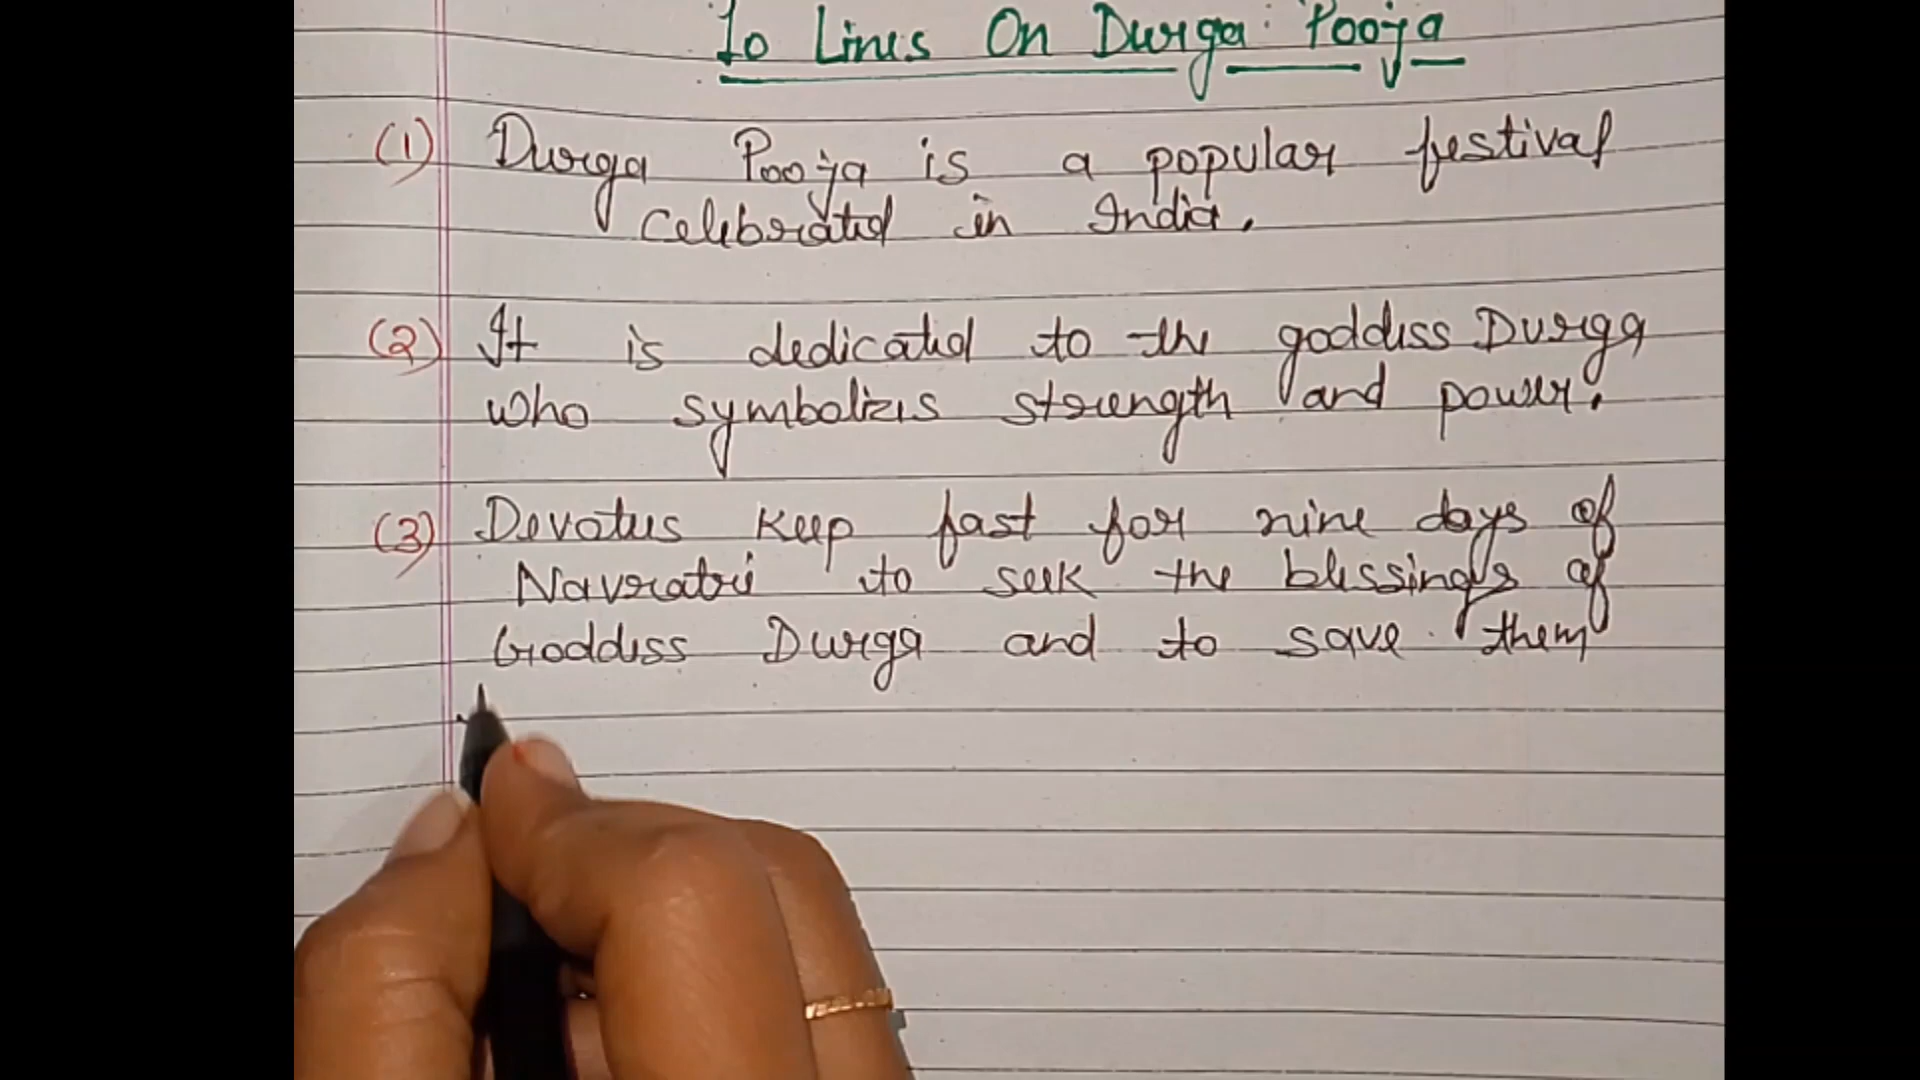 10 Lines On Durga Pooja
(1) Durga Pooja is a popular festival
celebrated in India.
(2) It is dedicated to the goddess Durga
who symbolizes strength and power.
(3) Devotees keep fast for nine days of
Navratri to seek the blessings of
Goddess Durga and to save them